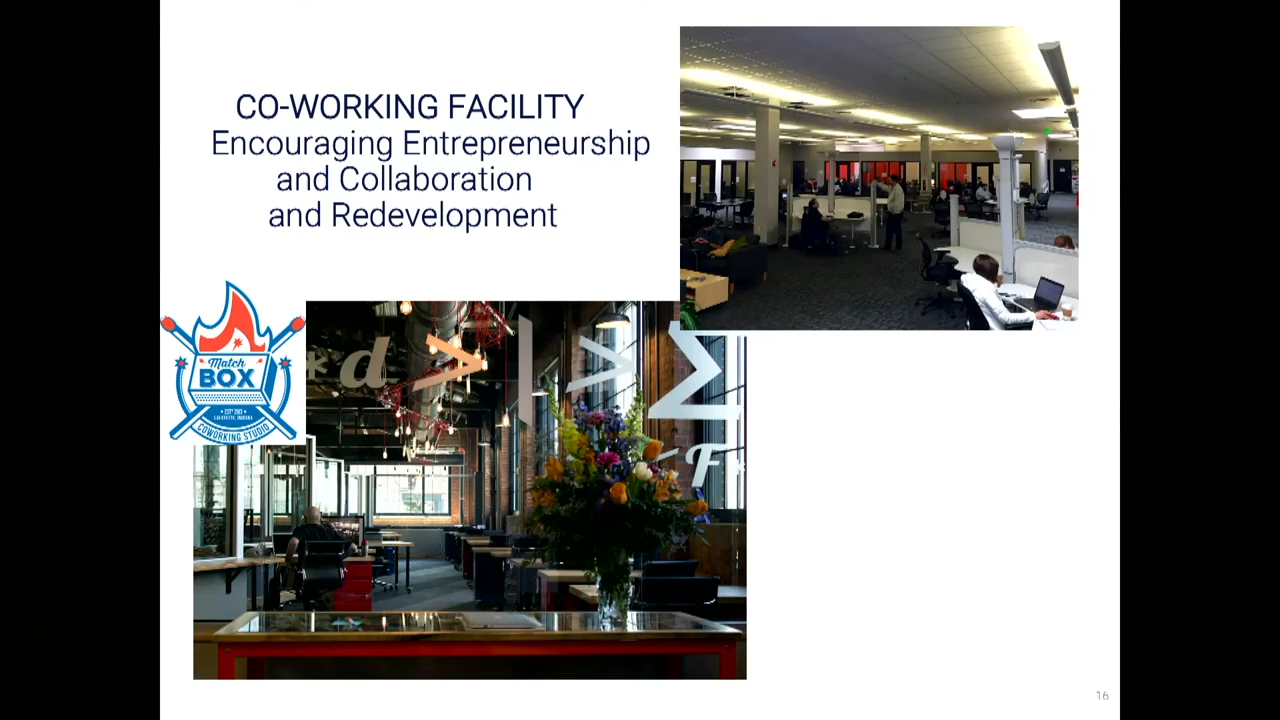 CO-WORKING FACILITY
Encouraging Entrepreneurship
and Collaboration
and Redevelopment
Match
BOX
EST. 2013
LAFAYETTE, INDIANA
COWORKING STUDIO
*d > | > Σ
16